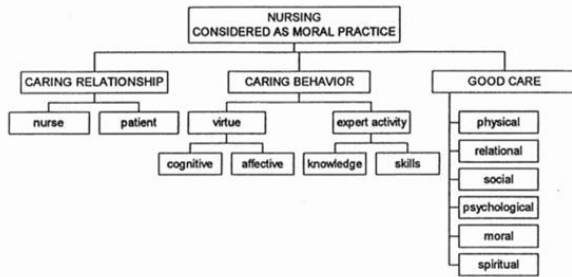 NURSING
CONSIDERED AS MORAL PRACTICE
CARING RELATIONSHIP
CARING BEHAVIOR
GOOD CARE
nurse
patient
virtue
expert activity
cognitive
affective
knowledge
skills
physical
relational
social
psychological
moral
spiritual